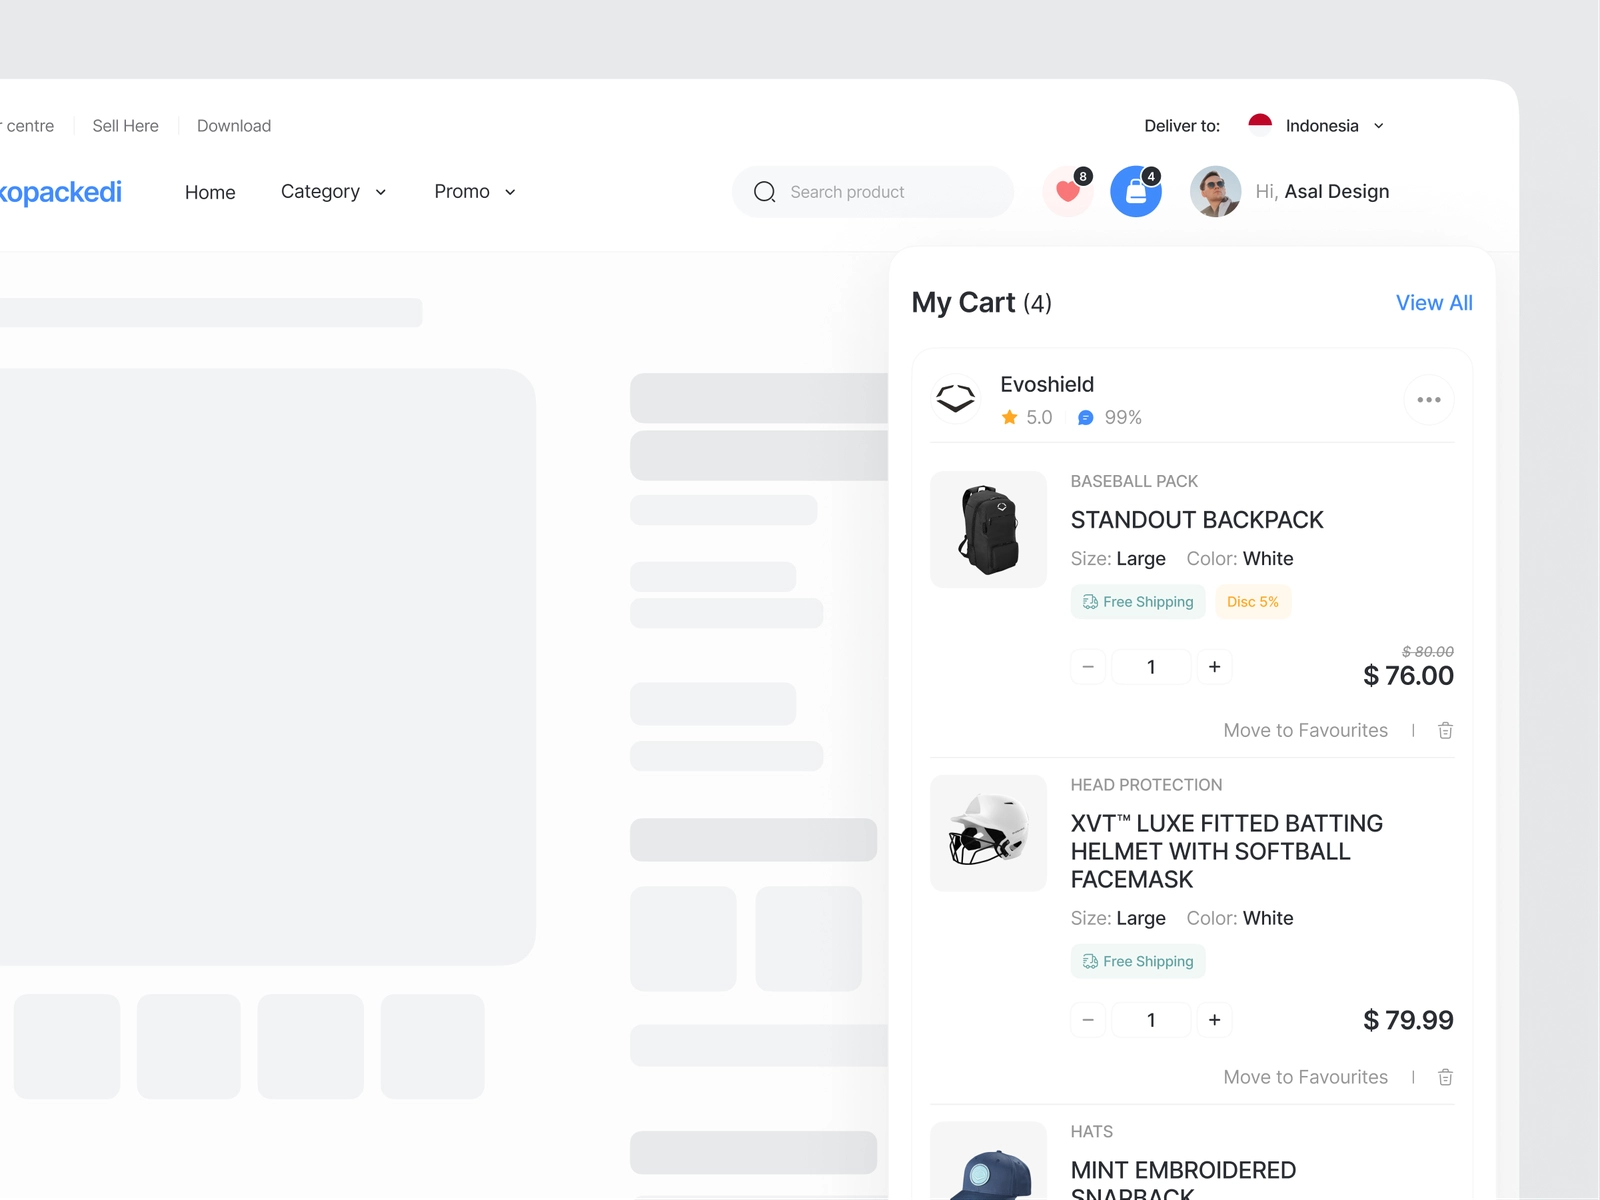 r centre
Sell Here
Download
Deliver to:
Indonesia
kopackedi
Home
Category
Promo
Search product
8
4
Hi, Asal Design
My Cart (4)
View All
Evoshield
5.0
99%
BASEBALL PACK
STANDOUT BACKPACK
Size: Large Color: White
Free Shipping
Disc 5%
$ 80.00
− 1 +
$ 76.00
Move to Favourites
HEAD PROTECTION
XVT™ LUXE FITTED BATTING
HELMET WITH SOFTBALL
FACEMASK
Size: Large Color: White
Free Shipping
− 1 +
$ 79.99
Move to Favourites
HATS
MINT EMBROIDERED
SNAPBACK